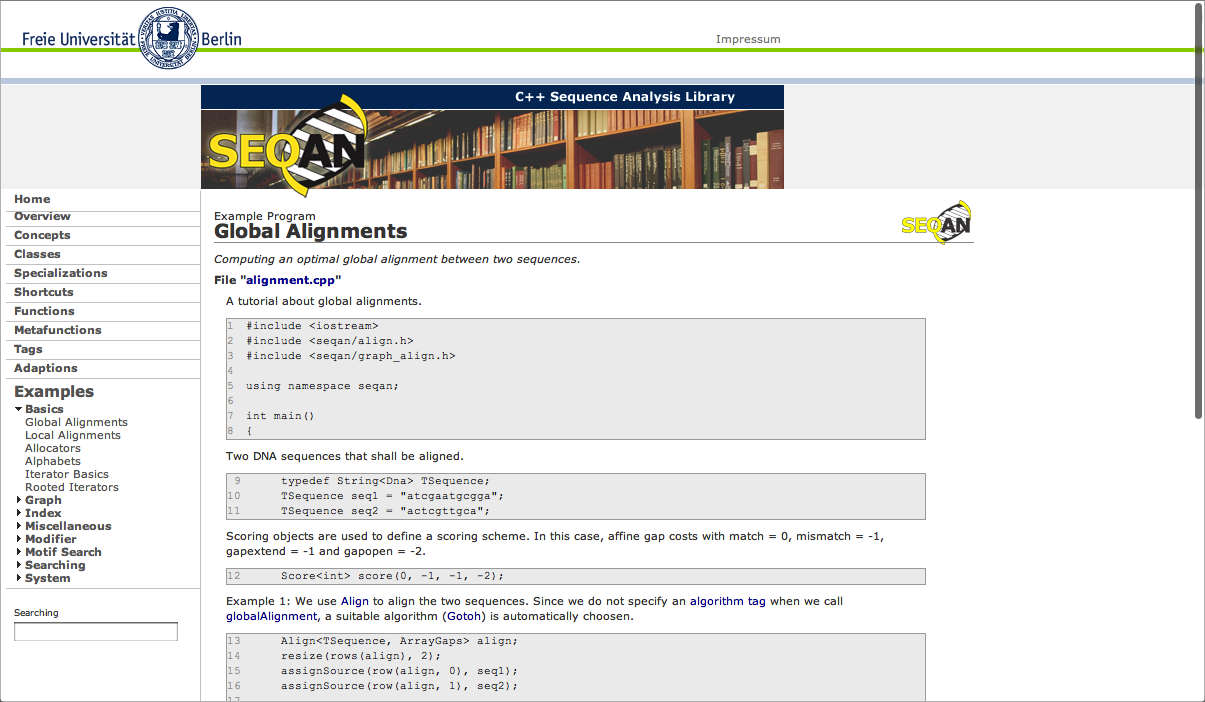 Freie Universität Berlin
Impressum
C++ Sequence Analysis Library
SEQAN
Home
Overview
Concepts
Classes
Specializations
Shortcuts
Functions
Metafunctions
Tags
Adaptions
Examples
Basics
Global Alignments
Local Alignments
Allocators
Alphabets
Iterator Basics
Rooted Iterators
Graph
Index
Miscellaneous
Modifier
Motif Search
Searching
System
Searching
Example Program
Global Alignments
SEQAN
Computing an optimal global alignment between two sequences.
File "alignment.cpp"
A tutorial about global alignments.
1 #include <iostream>
2 #include <seqan/align.h>
3 #include <seqan/graph_align.h>
4
5 using namespace seqan;
6
7 int main()
8 {
Two DNA sequences that shall be aligned.
9 typedef String<Dna> TSequence;
10 TSequence seq1 = "atcgaatgcgga";
11 TSequence seq2 = "actcgttgca";
Scoring objects are used to define a scoring scheme. In this case, affine gap costs with match = 0, mismatch = -1,
gapextend = -1 and gapopen = -2.
12 Score<int> score(0, -1, -1, -2);
Example 1: We use Align to align the two sequences. Since we do not specify an algorithm tag when we call
globalAlignment, a suitable algorithm (Gotoh) is automatically choosen.
13 Align<TSequence, ArrayGaps> align;
14 resize(rows(align), 2);
15 assignSource(row(align, 0), seq1);
16 assignSource(row(align, 1), seq2);
17